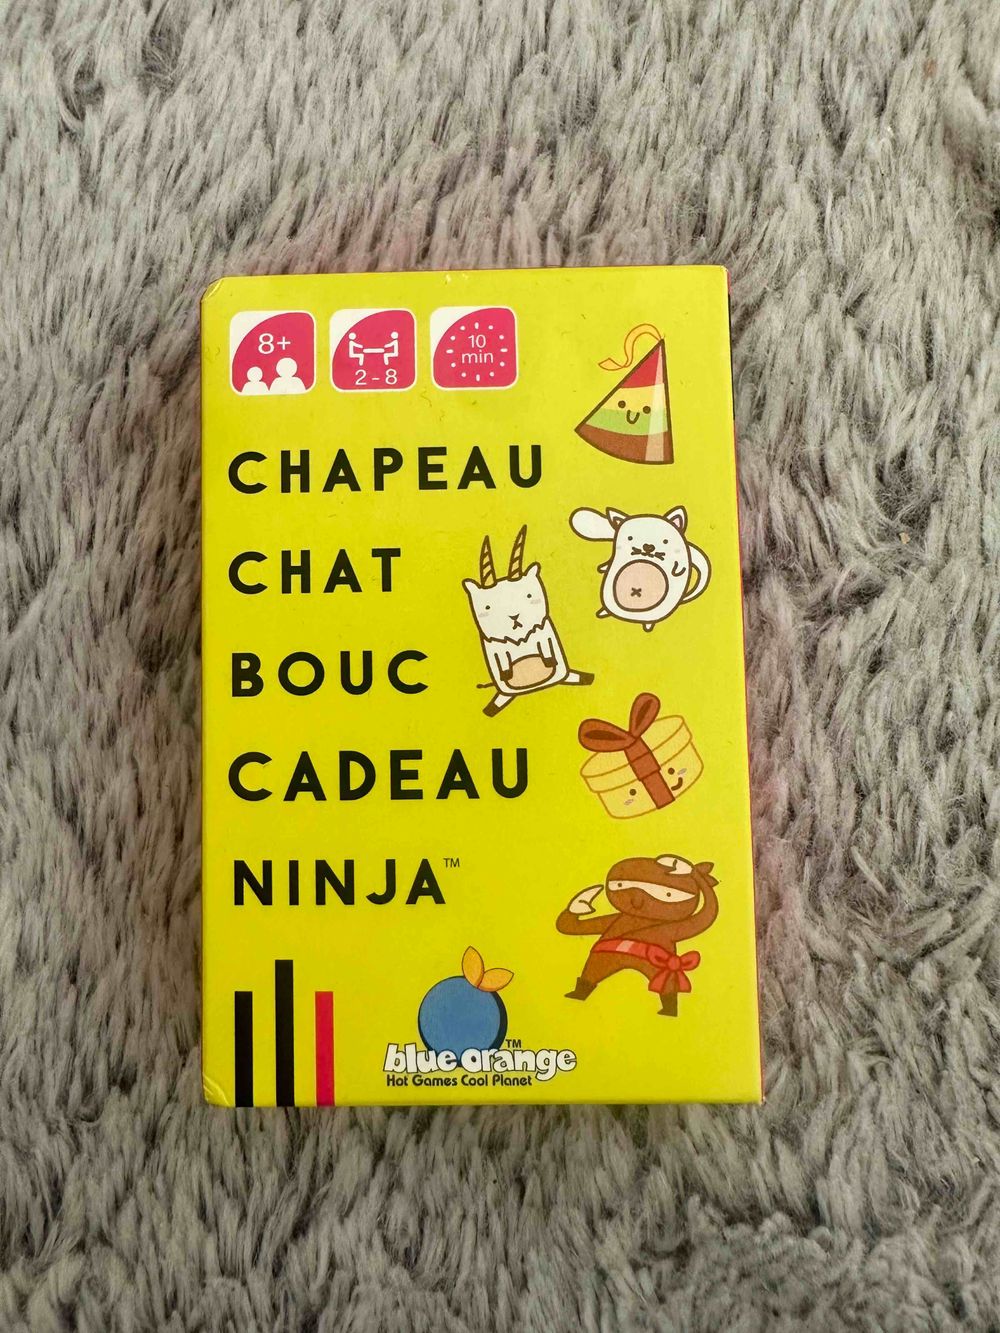 8+
2-8
10
min
CHAPEAU
CHAT
BOUC
CADEAU
NINJA™
blue orange™
Hot Games Cool Planet